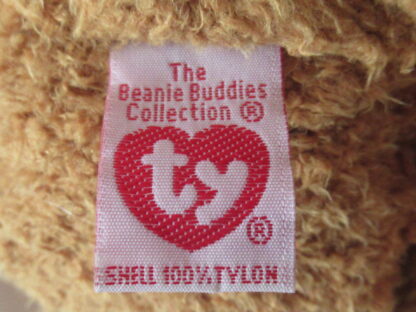 The
Beanie Buddies
Collection ®
ty
®
SHELL 100% TYLON